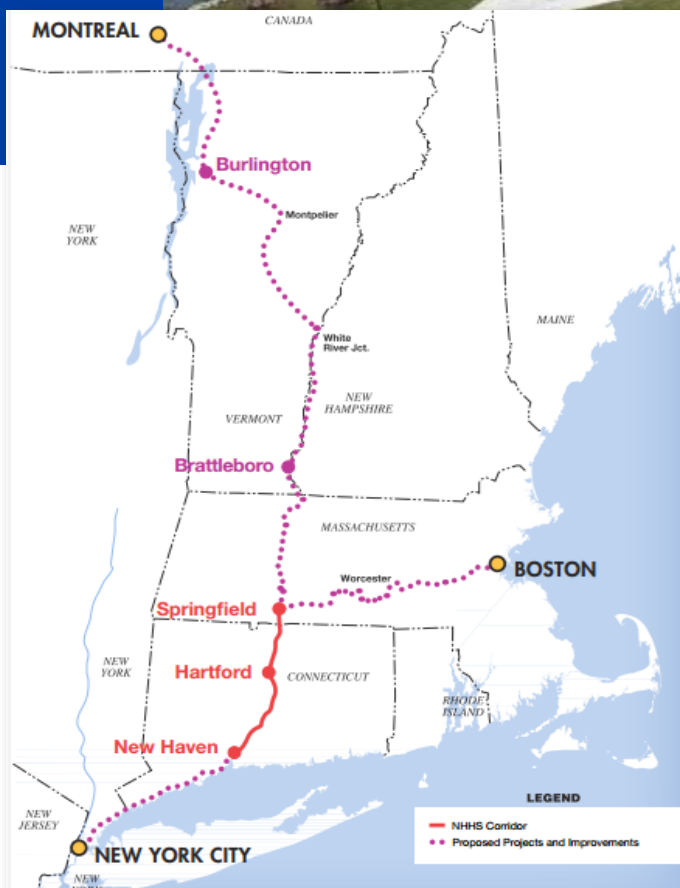 CANADA
MONTREAL
Burlington
Montpelier
NEW
YORK
MAINE
White
River Jct.
NEW
HAMPSHIRE
VERMONT
Brattleboro
MASSACHUSETTS
BOSTON
Worcester
Springfield
NEW
YORK
Hartford
CONNECTICUT
RHODE
ISLAND
New Haven
LEGEND
NHHS Corridor
Proposed Projects and Improvements
NEW
JERSEY
NEW YORK CITY
NEW